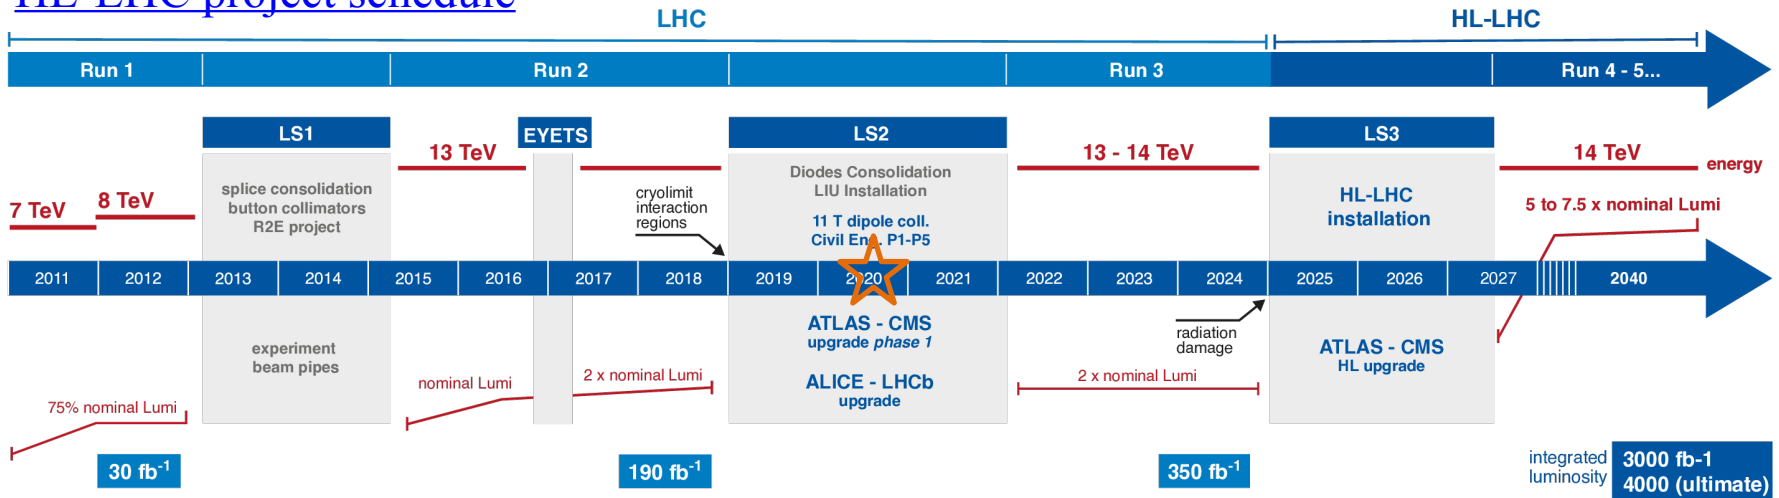 HL-LHC project schedule
LHC
HL-LHC
Run 1
Run 2
Run 3
Run 4 - 5...
LS1
EYETS
LS2
LS3
13 TeV
13 - 14 TeV
14 TeV
energy
7 TeV
8 TeV
splice consolidation
button collimators
R2E project
cryolimit
interaction
regions
Diodes Consolidation
LIU Installation
11 T dipole coll.
Civil Eng. P1-P5
HL-LHC
installation
5 to 7.5 x nominal Lumi
2011
2012
2013
2014
2015
2016
2017
2018
2019
2020
2021
2022
2023
2024
2025
2026
2027
2040
experiment
beam pipes
ATLAS - CMS
upgrade phase 1
ALICE - LHCb
upgrade
radiation
damage
ATLAS - CMS
HL upgrade
75% nominal Lumi
nominal Lumi
2 x nominal Lumi
2 x nominal Lumi
30 fb-1
190 fb-1
350 fb-1
integrated
luminosity
3000 fb-1
4000 (ultimate)